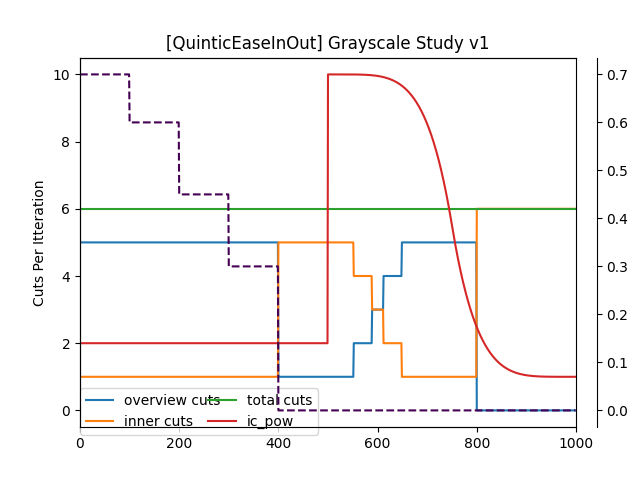 [QuinticEaseInOut] Grayscale Study v1
Cuts Per Itteration
10
8
6
4
2
0
0.7
0.6
0.5
0.4
0.3
0.2
0.1
0.0
overview cuts total cuts
inner cuts ic_pow
0 200 400 600 800 1000